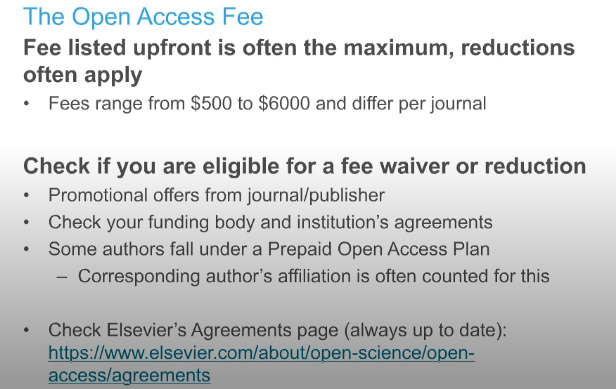 The Open Access Fee
Fee listed upfront is often the maximum, reductions
often apply
• Fees range from $500 to $6000 and differ per journal
Check if you are eligible for a fee waiver or reduction
• Promotional offers from journal/publisher
• Check your funding body and institution's agreements
• Some authors fall under a Prepaid Open Access Plan
– Corresponding author's affiliation is often counted for this
• Check Elsevier's Agreements page (always up to date):
https://www.elsevier.com/about/open-science/open-
access/agreements